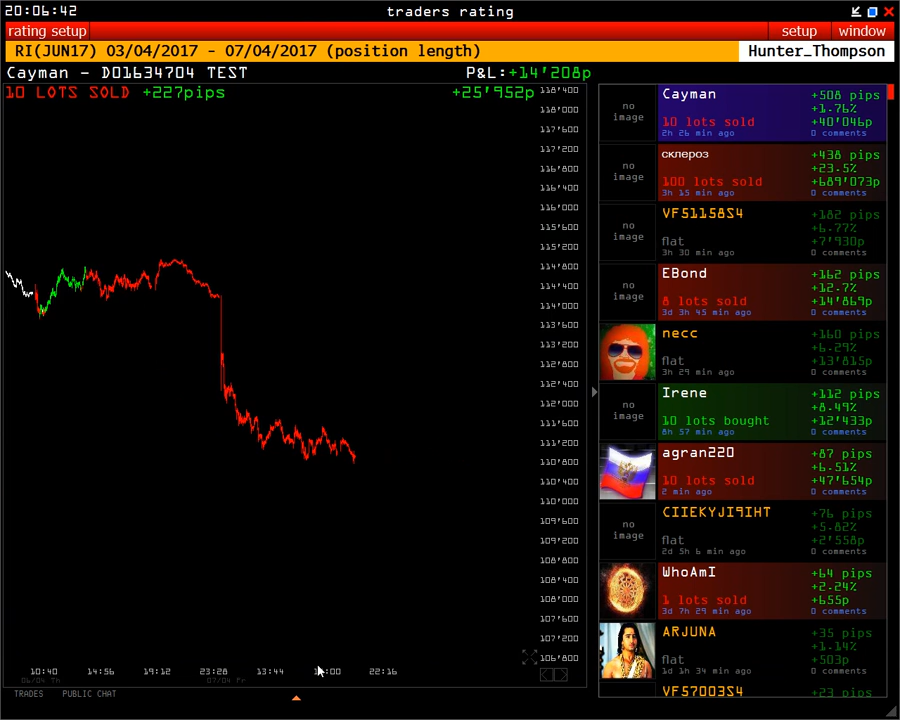 20:06:42
traders rating
rating setup
setup
window
RI(JUN17) 03/04/2017 - 07/04/2017 (position length)
Hunter_Thompson
Cayman - D01634704 TEST
P&L:+14'208p
10 LOTS SOLD +227pips
+25'952p
118'400
118'000
117'600
117'200
116'800
116'400
116'000
115'600
115'200
114'800
114'400
114'000
113'600
113'200
112'800
112'400
112'000
111'600
111'200
110'800
110'400
110'000
109'600
109'200
108'800
108'400
108'000
107'600
107'200
106'800
10:40
14:56
19:12
23:28
13:44
22:16
06/04 Th
07/04 Fr
TRADES
PUBLIC CHAT
no image
Cayman
+508 pips
+1.76%
10 lots sold
+40'046p
2h 26 min ago
0 comments
no image
склероз
+438 pips
+23.5%
100 lots sold
+689'073p
3h 15 min ago
0 comments
no image
VF51158S4
+182 pips
+6.77%
flat
+7'930p
3h 30 min ago
0 comments
no image
EBond
+162 pips
+12.7%
8 lots sold
+14'869p
3d 3h 45 min ago
0 comments
necc
+160 pips
+6.29%
flat
+13'815p
3h 29 min ago
0 comments
no image
Irene
+112 pips
+8.49%
10 lots bought
+12'433p
8h 57 min ago
0 comments
agran220
+87 pips
+6.51%
10 lots sold
+47'654p
2 min ago
0 comments
no image
CIIEKYJI9IHT
+76 pips
+5.82%
flat
+2'558p
2d 5h 6 min ago
0 comments
WhoAmI
+64 pips
+2.24%
1 lots sold
+655p
3d 7h 29 min ago
0 comments
ARJUNA
+35 pips
+1.14%
flat
+503p
1d 1h 34 min ago
0 comments
VF57003S4
+23 pips